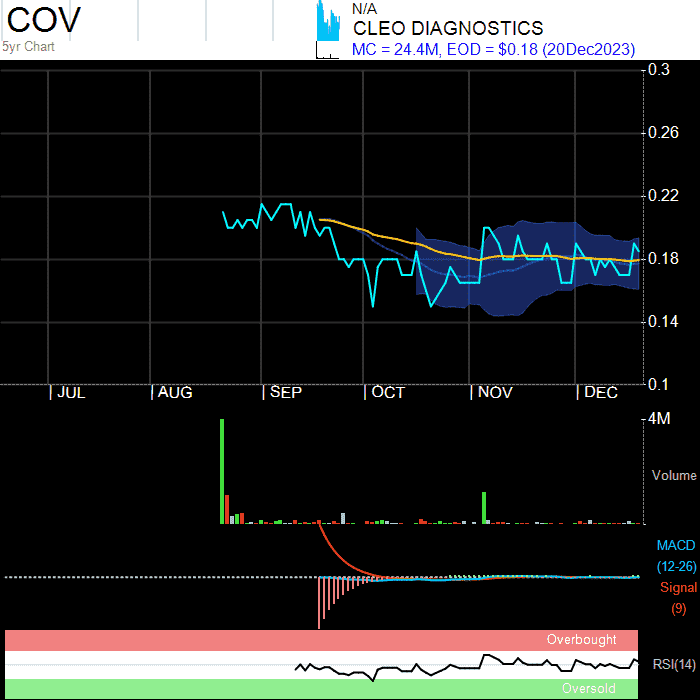 COV
5yr Chart
N/A
CLEO DIAGNOSTICS
MC = 24.4M, EOD = $0.18 (20Dec2023)
0.3
0.26
0.22
0.18
0.14
0.1
JUL AUG SEP OCT NOV DEC
4M
Volume
MACD
(12-26)
Signal
(9)
Overbought
RSI(14)
Oversold